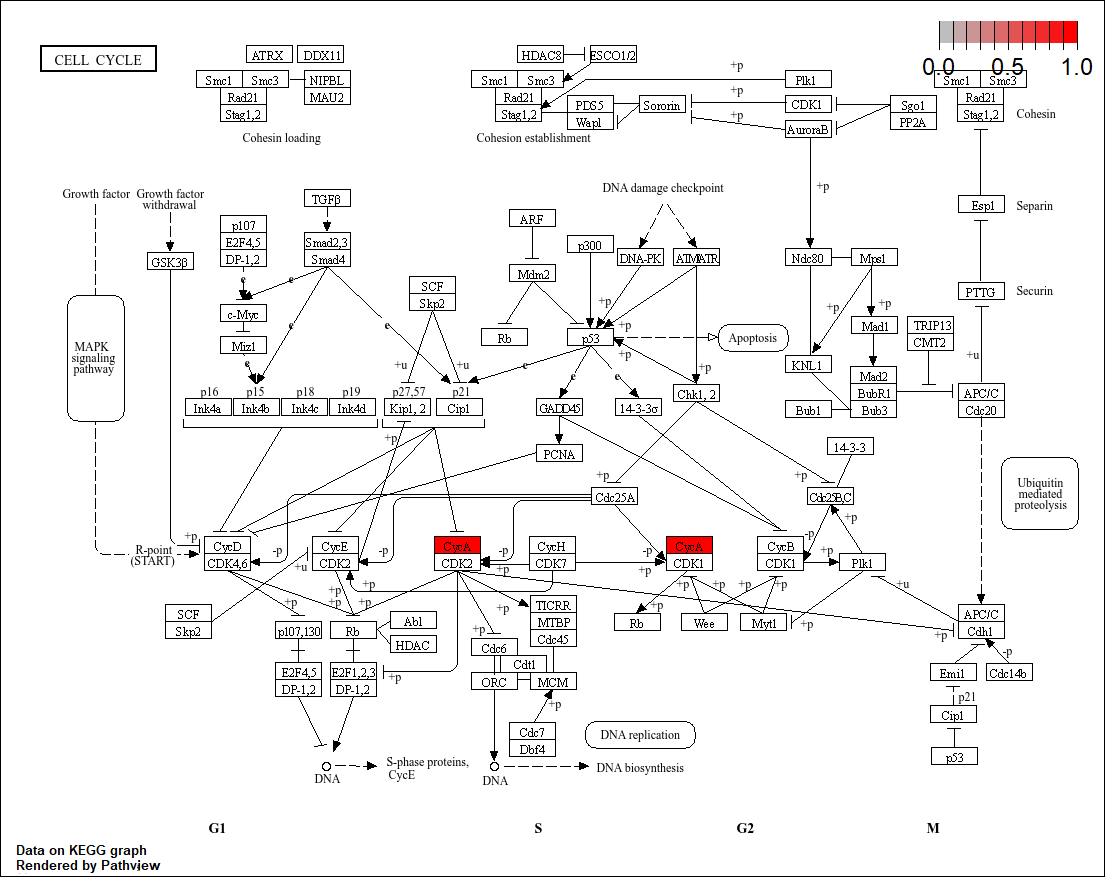 CELL CYCLE
ATRX
DDX11
Smc1
Smc3
NIPBL
Rad21
MAU2
Stag1,2
Cohesin loading
HDAC8
ESCO1/2
Smc1
Smc3
Rad21
Stag1,2
PDS5
Wapl
Sororin
Cohesion establishment
+p
Plk1
+p
CDK1
+p
AuroraB
Sgo1
PP2A
0.0
0.5
1.0
Smc1
Smc3
Rad21
Stag1,2
Cohesin
Growth factor
Growth factor
withdrawal
GSK3β
p107
E2F4,5
DP-1,2
TGFβ
Smad2,3
Smad4
e
c-Myc
e
Miz1
e
e
ARF
Mdm2
SCF
Skp2
Rb
p300
DNA damage checkpoint
DNA-PK
ATM/ATR
+p
+p
p53
+p
Apoptosis
+p
Ndc80
Mps1
+p
+p
Mad1
TRIP13
CMT2
KNL1
Mad2
BubR1
Bub3
Bub1
Esp1
Separin
PTTG
Securin
+u
APC/C
Cdc20
MAPK
signaling
pathway
+u
+u
e
e
e
+p
p16
p15
p18
p19
p27,57
p21
Ink4a
Ink4b
Ink4c
Ink4d
Kip1, 2
Cip1
GADD45
14-3-3σ
Chk1, 2
+p
PCNA
14-3-3
+p
+p
Cdc25A
Cdc25B,C
Ubiquitin
mediated
proteolysis
R-point
(START)
+p
CycD
CDK4,6
-p
+u
CycE
CDK2
-p
CycA
CDK2
-p
+p
CycH
CDK7
-p
CycA
CDK1
CycB
CDK1
-p
+p
Plk1
+u
SCF
Skp2
+p
+p
+p
+p
p107,130
Rb
Abl
HDAC
+p
+p
TICRR
MTBP
Cdc45
+p
+p
+p
+p
Rb
Wee
Myt1
+p
+p
APC/C
Cdh1
-p
E2F4,5
DP-1,2
E2F1,2,3
DP-1,2
+p
Cdc6
Cdt1
ORC
MCM
+p
Cdc7
Dbf4
Emi1
Cdc14b
p21
Cip1
p53
DNA replication
DNA
S-phase proteins,
CycE
DNA
DNA biosynthesis
G1
S
G2
M
Data on KEGG graph
Rendered by Pathview